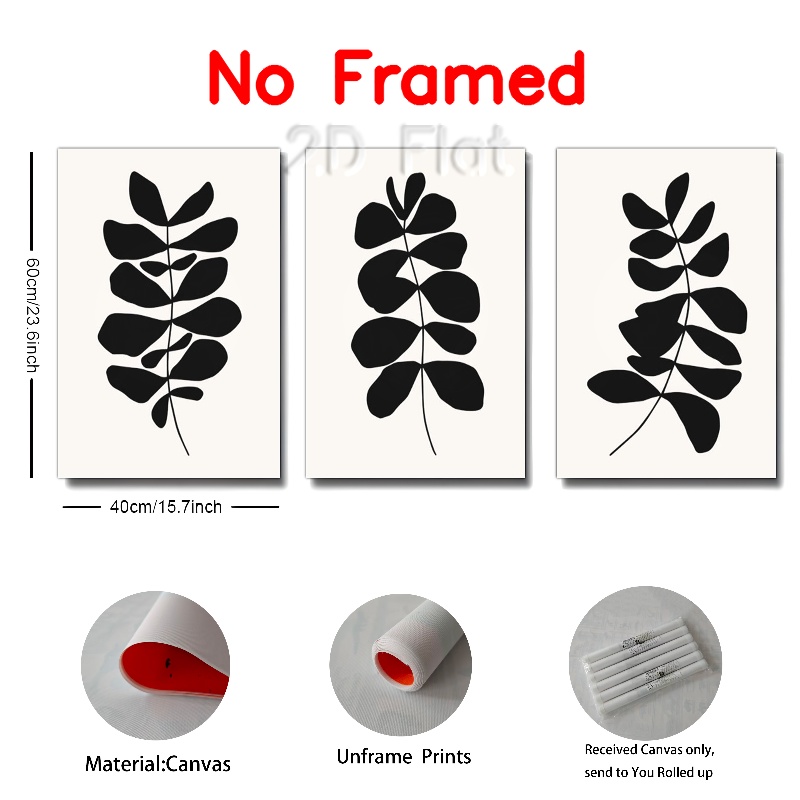 No Framed
2D Flat
60cm/23.6inch
40cm/15.7inch
Material:Canvas
Unframe Prints
Received Canvas only,
send to You Rolled up